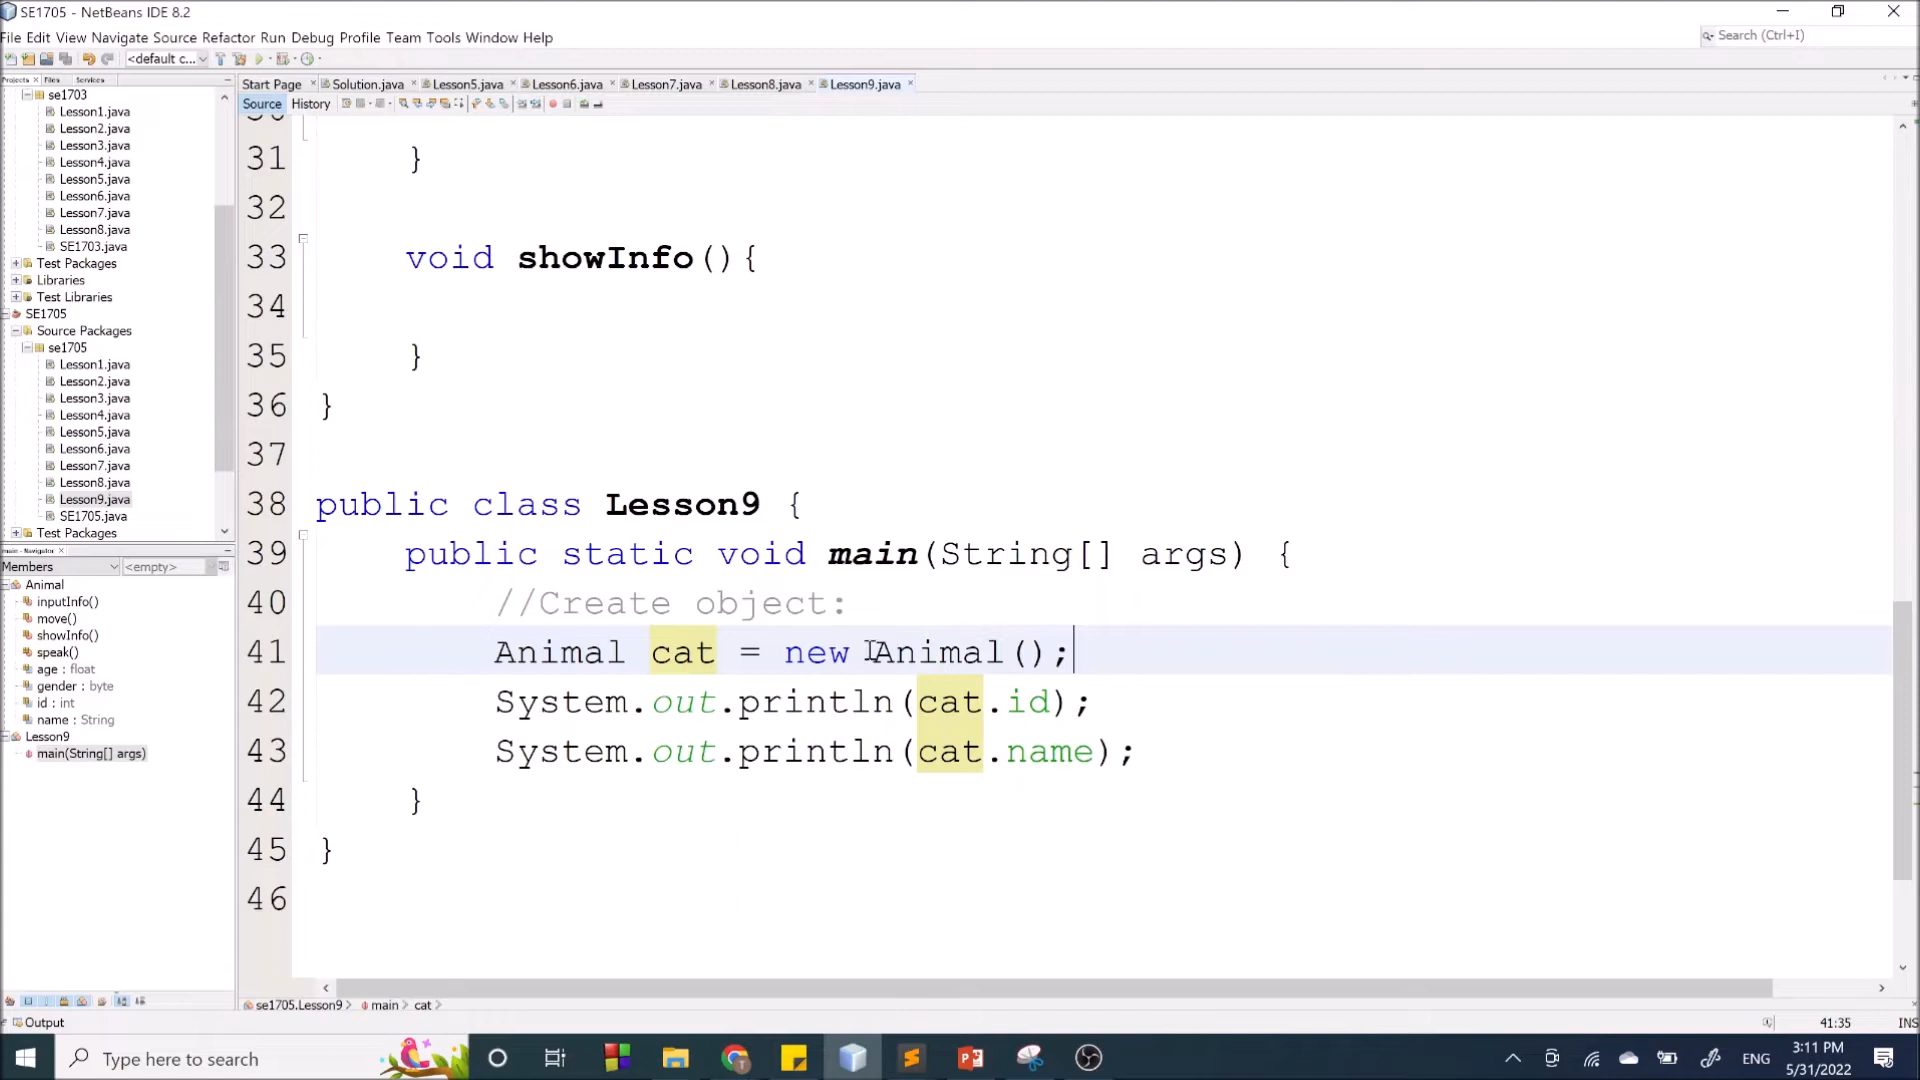 SE1705 - NetBeans IDE 8.2
File Edit View Navigate Source Refactor Run Debug Profile Team Tools Window Help
Search (Ctrl+I)
<default c...
Projects Files Services
Start Page Solution.java Lesson5.java Lesson6.java Lesson7.java Lesson8.java Lesson9.java
Source History
se1703
Lesson1.java
Lesson2.java
Lesson3.java
Lesson4.java
Lesson5.java
Lesson6.java
Lesson7.java
Lesson8.java
SE1703.java
Test Packages
Libraries
Test Libraries
SE1705
Source Packages
se1705
Lesson1.java
Lesson2.java
Lesson3.java
Lesson4.java
Lesson5.java
Lesson6.java
Lesson7.java
Lesson8.java
Lesson9.java
SE1705.java
Test Packages
main - Navigator
Members <empty>
Animal
inputInfo()
move()
showInfo()
speak()
age : float
gender : byte
id : int
name : String
Lesson9
main(String[] args)
30
31 }
32
33 void showInfo(){
34
35 }
36 }
37
38 public class Lesson9 {
39 public static void main(String[] args) {
40 //Create object:
41 Animal cat = new Animal();
42 System.out.println(cat.id);
43 System.out.println(cat.name);
44 }
45 }
46
se1705.Lesson9 main cat
Output
41:35 INS
Type here to search
ENG
3:11 PM
5/31/2022